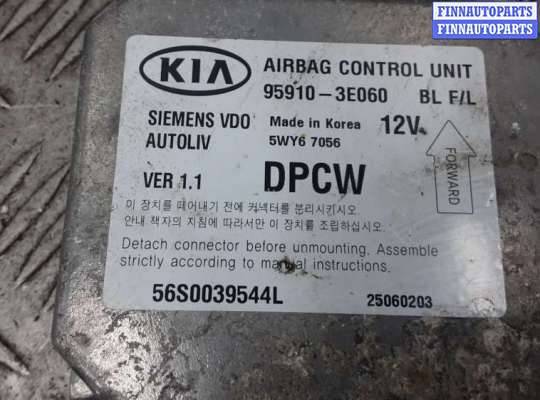 FINNAUTOPARTS
FINNAUTOPARTS
KIA
AIRBAG CONTROL UNIT
95910-3E060 BL F/L
SIEMENS VDO Made in Korea 12V
AUTOLIV 5WY6 7056
FORWARD
VER 1.1 DPCW
이 장치를 떼어내기 전에 커넥터를 분리시키시오.
안내 책자의 지침에 따라서만 이 장치를 조립하십시오.
Detach connector before unmounting. Assemble
strictly according to manual instructions.
56S0039544L 25060203